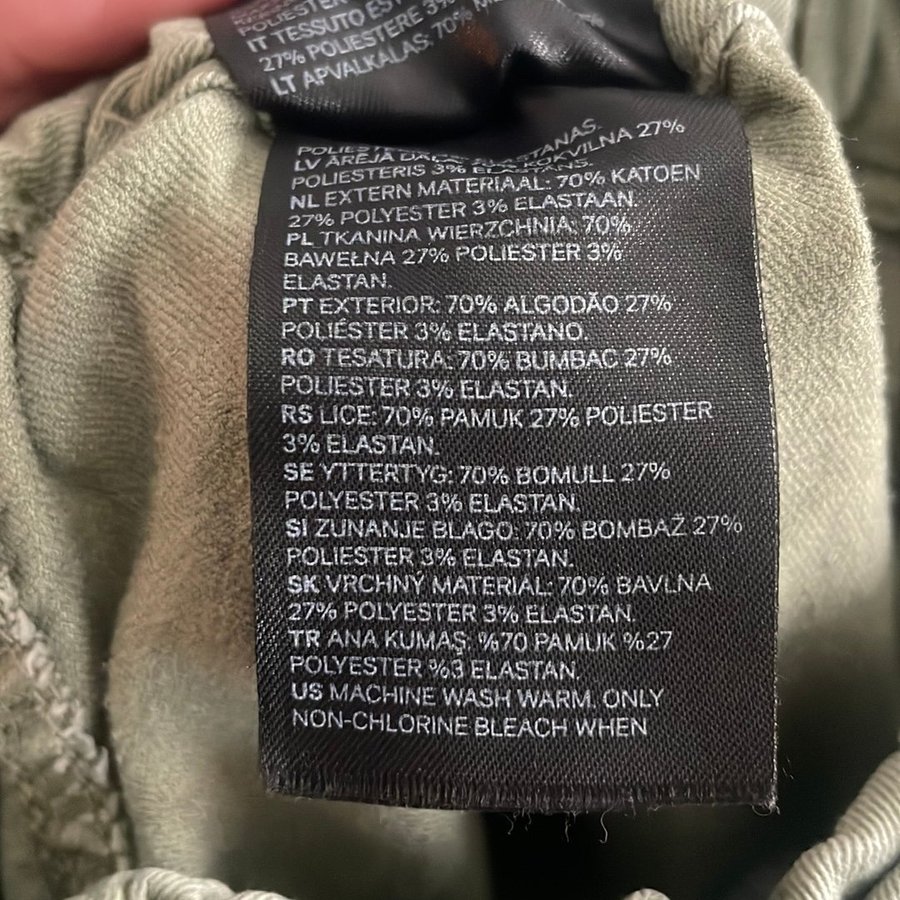 POLIESTER
IT TESSUTO EST
27% POLIESTERE 3%
LT APVALKALAS: 70%
LV ĀRĒJĀ KOKVILNA 27%
POLIESTERIS 3% ELASTĀNS.
NL EXTERN MATERIAAL: 70% KATOEN
27% POLYESTER 3% ELASTAAN.
PL TKANINA WIERZCHNIA: 70%
BAWEŁNA 27% POLIESTER 3%
ELASTAN.
PT EXTERIOR: 70% ALGODÃO 27%
POLIÉSTER 3% ELASTANO.
RO TESATURA: 70% BUMBAC 27%
POLIESTER 3% ELASTAN.
RS LICE: 70% PAMUK 27% POLIESTER
3% ELASTAN.
SE YTTERTYG: 70% BOMULL 27%
POLYESTER 3% ELASTAN.
SI ZUNANJE BLAGO: 70% BOMBAŽ 27%
POLIESTER 3% ELASTAN.
SK VRCHNÝ MATERIÁL: 70% BAVLNA
27% POLYESTER 3% ELASTAN.
TR ANA KUMAŞ: %70 PAMUK %27
POLYESTER %3 ELASTAN.
US MACHINE WASH WARM. ONLY
NON-CHLORINE BLEACH WHEN